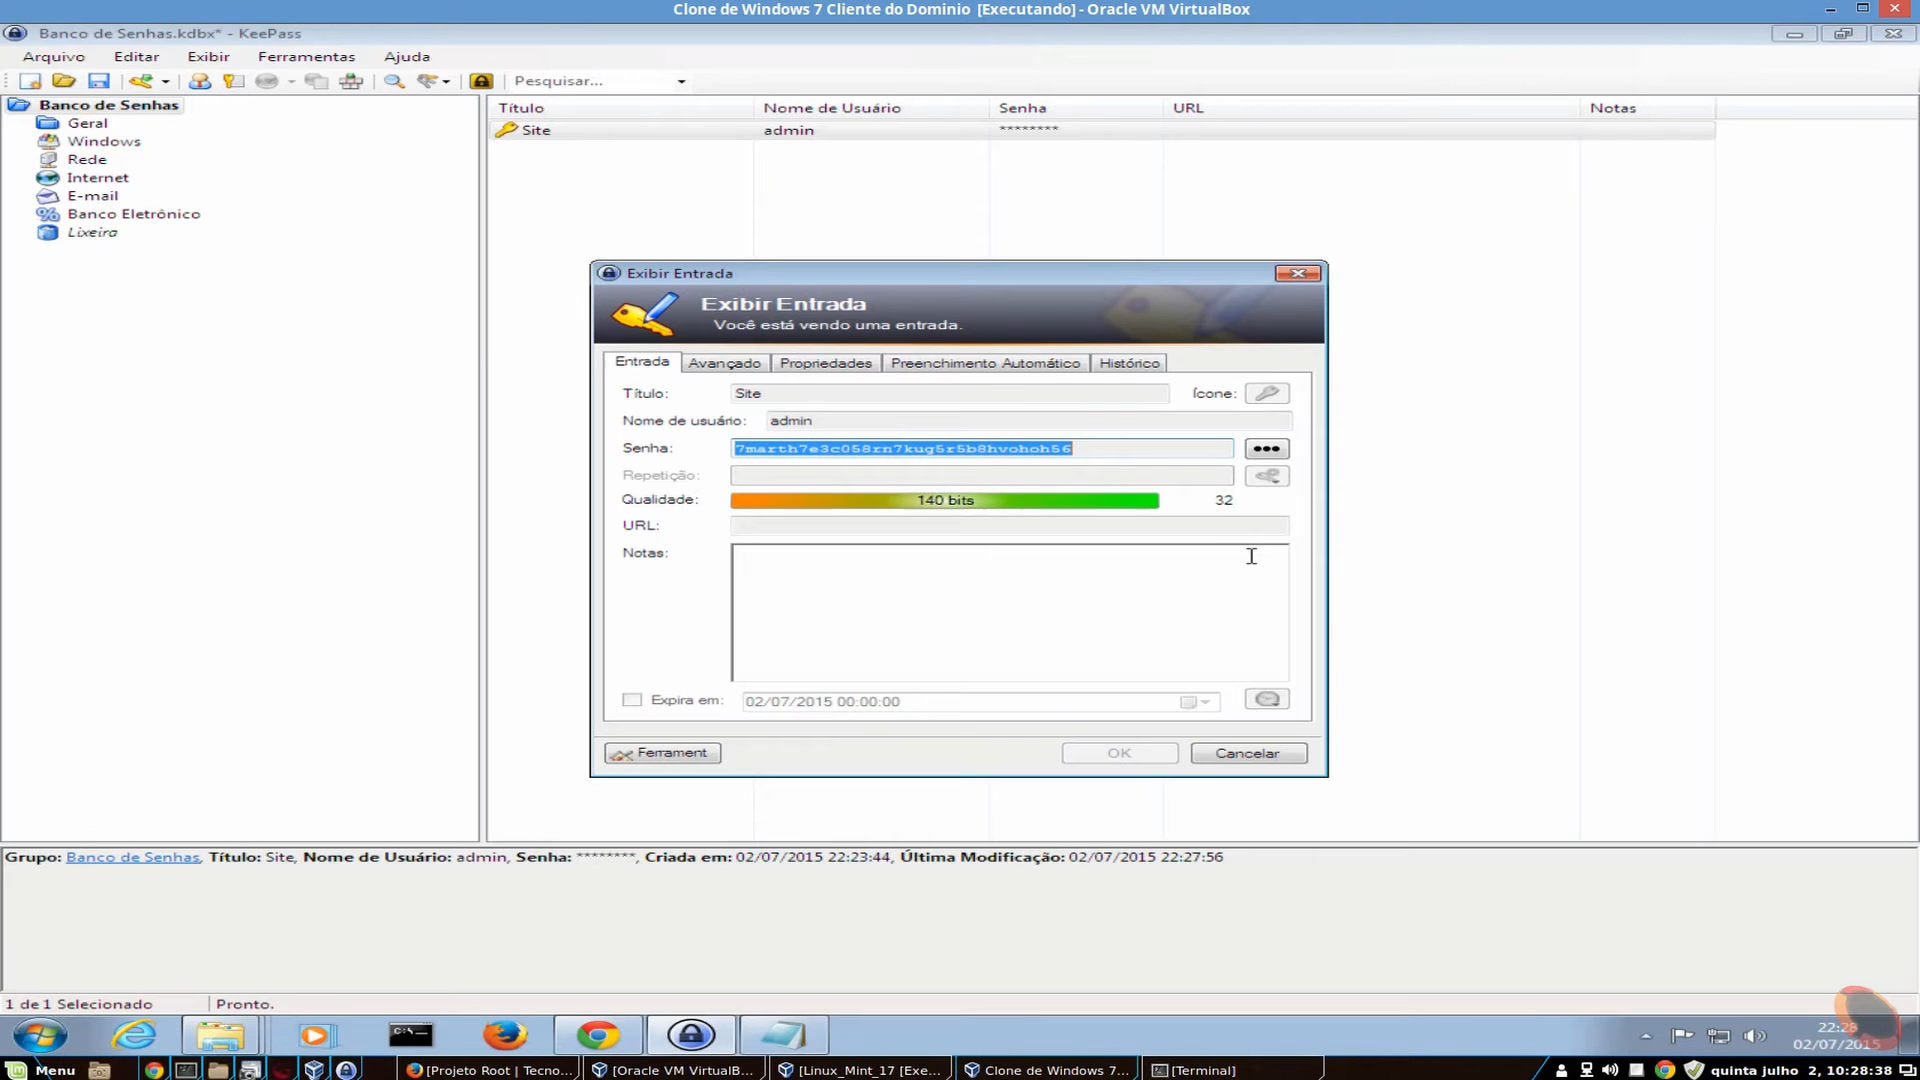 Clone de Windows 7 Cliente do Dominio [Executando] - Oracle VM VirtualBox
Banco de Senhas.kdbx* - KeePass
Arquivo Editar Exibir Ferramentas Ajuda
Pesquisar...
Banco de Senhas
Geral
Windows
Rede
Internet
E-mail
Banco Eletrônico
Lixeira
Título Nome de Usuário Senha URL Notas
Site admin ********
Exibir Entrada
Exibir Entrada
Você está vendo uma entrada.
Entrada Avançado Propriedades Preenchimento Automático Histórico
Título: Site Ícone:
Nome de usuário: admin
Senha: 7marth7e3c058rn7kug5r5b8hvohoh56
Repetição:
Qualidade: 140 bits 32
URL:
Notas:
Expira em: 02/07/2015 00:00:00
Ferrament OK Cancelar
Grupo: Banco de Senhas, Título: Site, Nome de Usuário: admin, Senha: ********, Criada em: 02/07/2015 22:23:44, Última Modificação: 02/07/2015 22:27:56
1 de 1 Selecionado Pronto.
22:28
02/07/2015
Menu [Projeto Root | Tecno... [Oracle VM VirtualB... [Linux_Mint_17 [Exe... Clone de Windows 7... [Terminal] quinta julho 2, 10:28:38